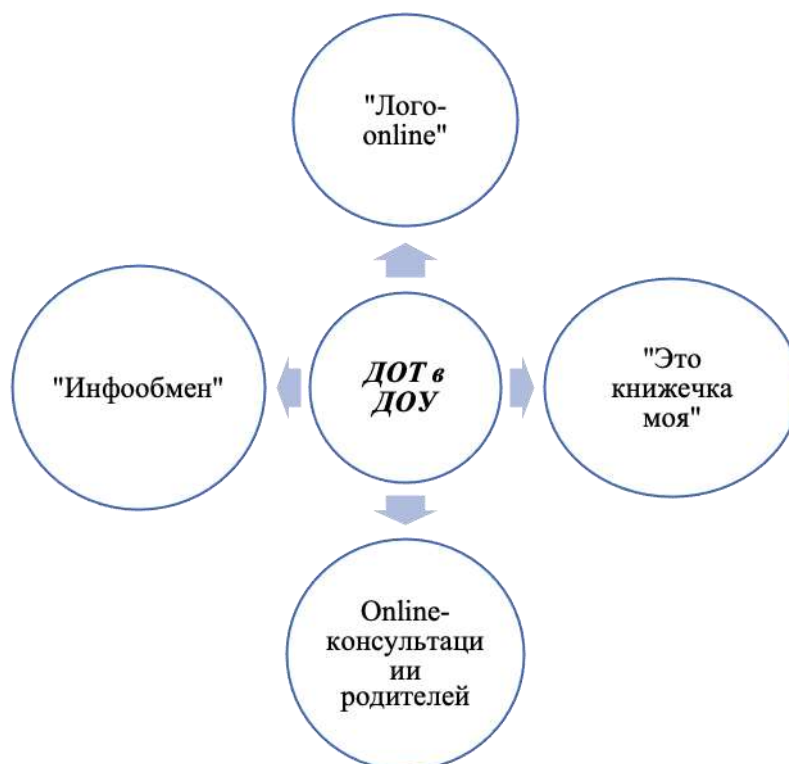 "Лого-
online"
"Инфообмен"
ДОТ в
ДОУ
"Это
книжечка
моя"
Online-
консультаци
ии
родителей